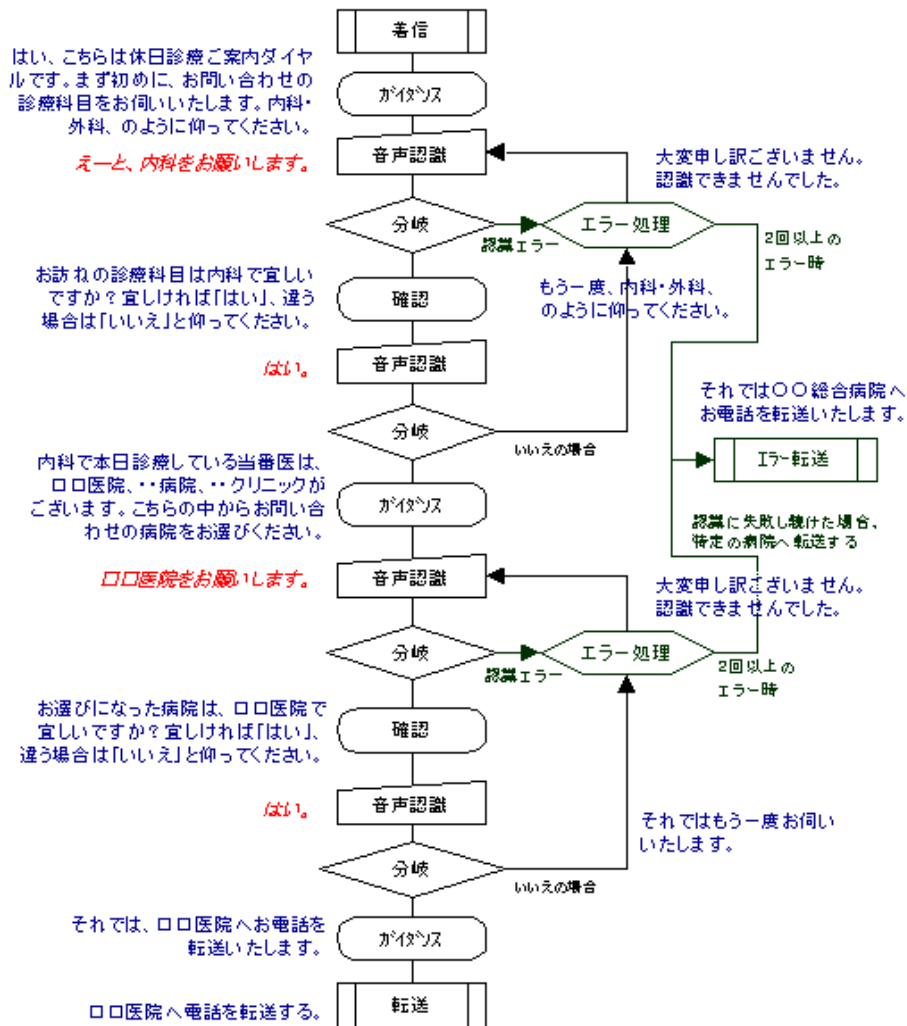 着信
はい、こちらは休日診療ご案内ダイヤ
ルです。まず初めに、お問い合わせの
診療科目をお伺いいたします。内科・
外科、のように仰ってください。
ガイダンス
えーと、内科をお願いします。
音声認識
大変申し訳ございません。
認識できませんでした。
分岐
認識エラー
エラー処理
2回以上の
エラー時
お訪ねの診療科目は内科で宜しい
ですか?宜しければ「はい」、違う
場合は「いいえ」と仰ってください。
確認
もう一度、内科・外科、
のように仰ってください。
はい。
音声認識
それでは〇〇総合病院へ
お電話を転送いたします。
分岐
いいえの場合
エラー転送
内科で本日診療している当番医は、
ロロ医院、・・病院、・・クリニックが
ございます。こちらの中からお問い合
わせの病院をお選びください。
ガイダンス
認識に失敗し続けた場合、
特定の病院へ転送する
ロロ医院をお願いします。
音声認識
大変申し訳ございません。
認識できませんでした。
分岐
認識エラー
エラー処理
2回以上の
エラー時
お選びになった病院は、ロロ医院で
宜しいですか?宜しければ「はい」、
違う場合は「いいえ」と仰ってください。
確認
はい。
音声認識
それではもう一度お伺い
いたします。
分岐
いいえの場合
それでは、ロロ医院へお電話を
転送いたします。
ガイダンス
ロロ医院へ電話を転送する。
転送